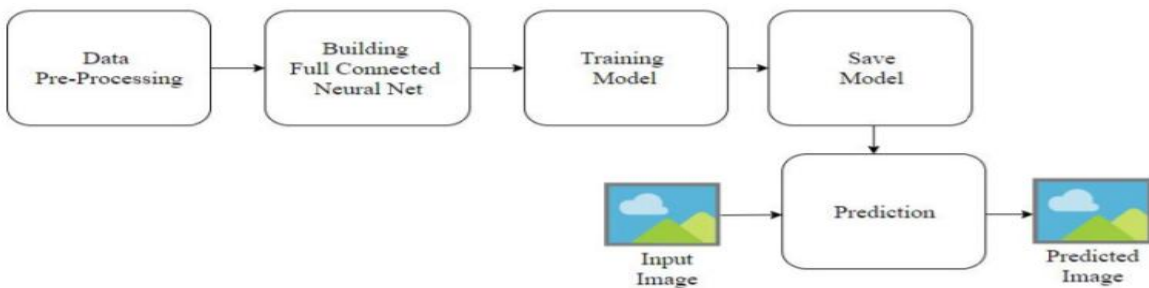 Data
Pre-Processing
Building
Full Connected
Neural Net
Training
Model
Save
Model
Prediction
Input
Image
Predicted
Image